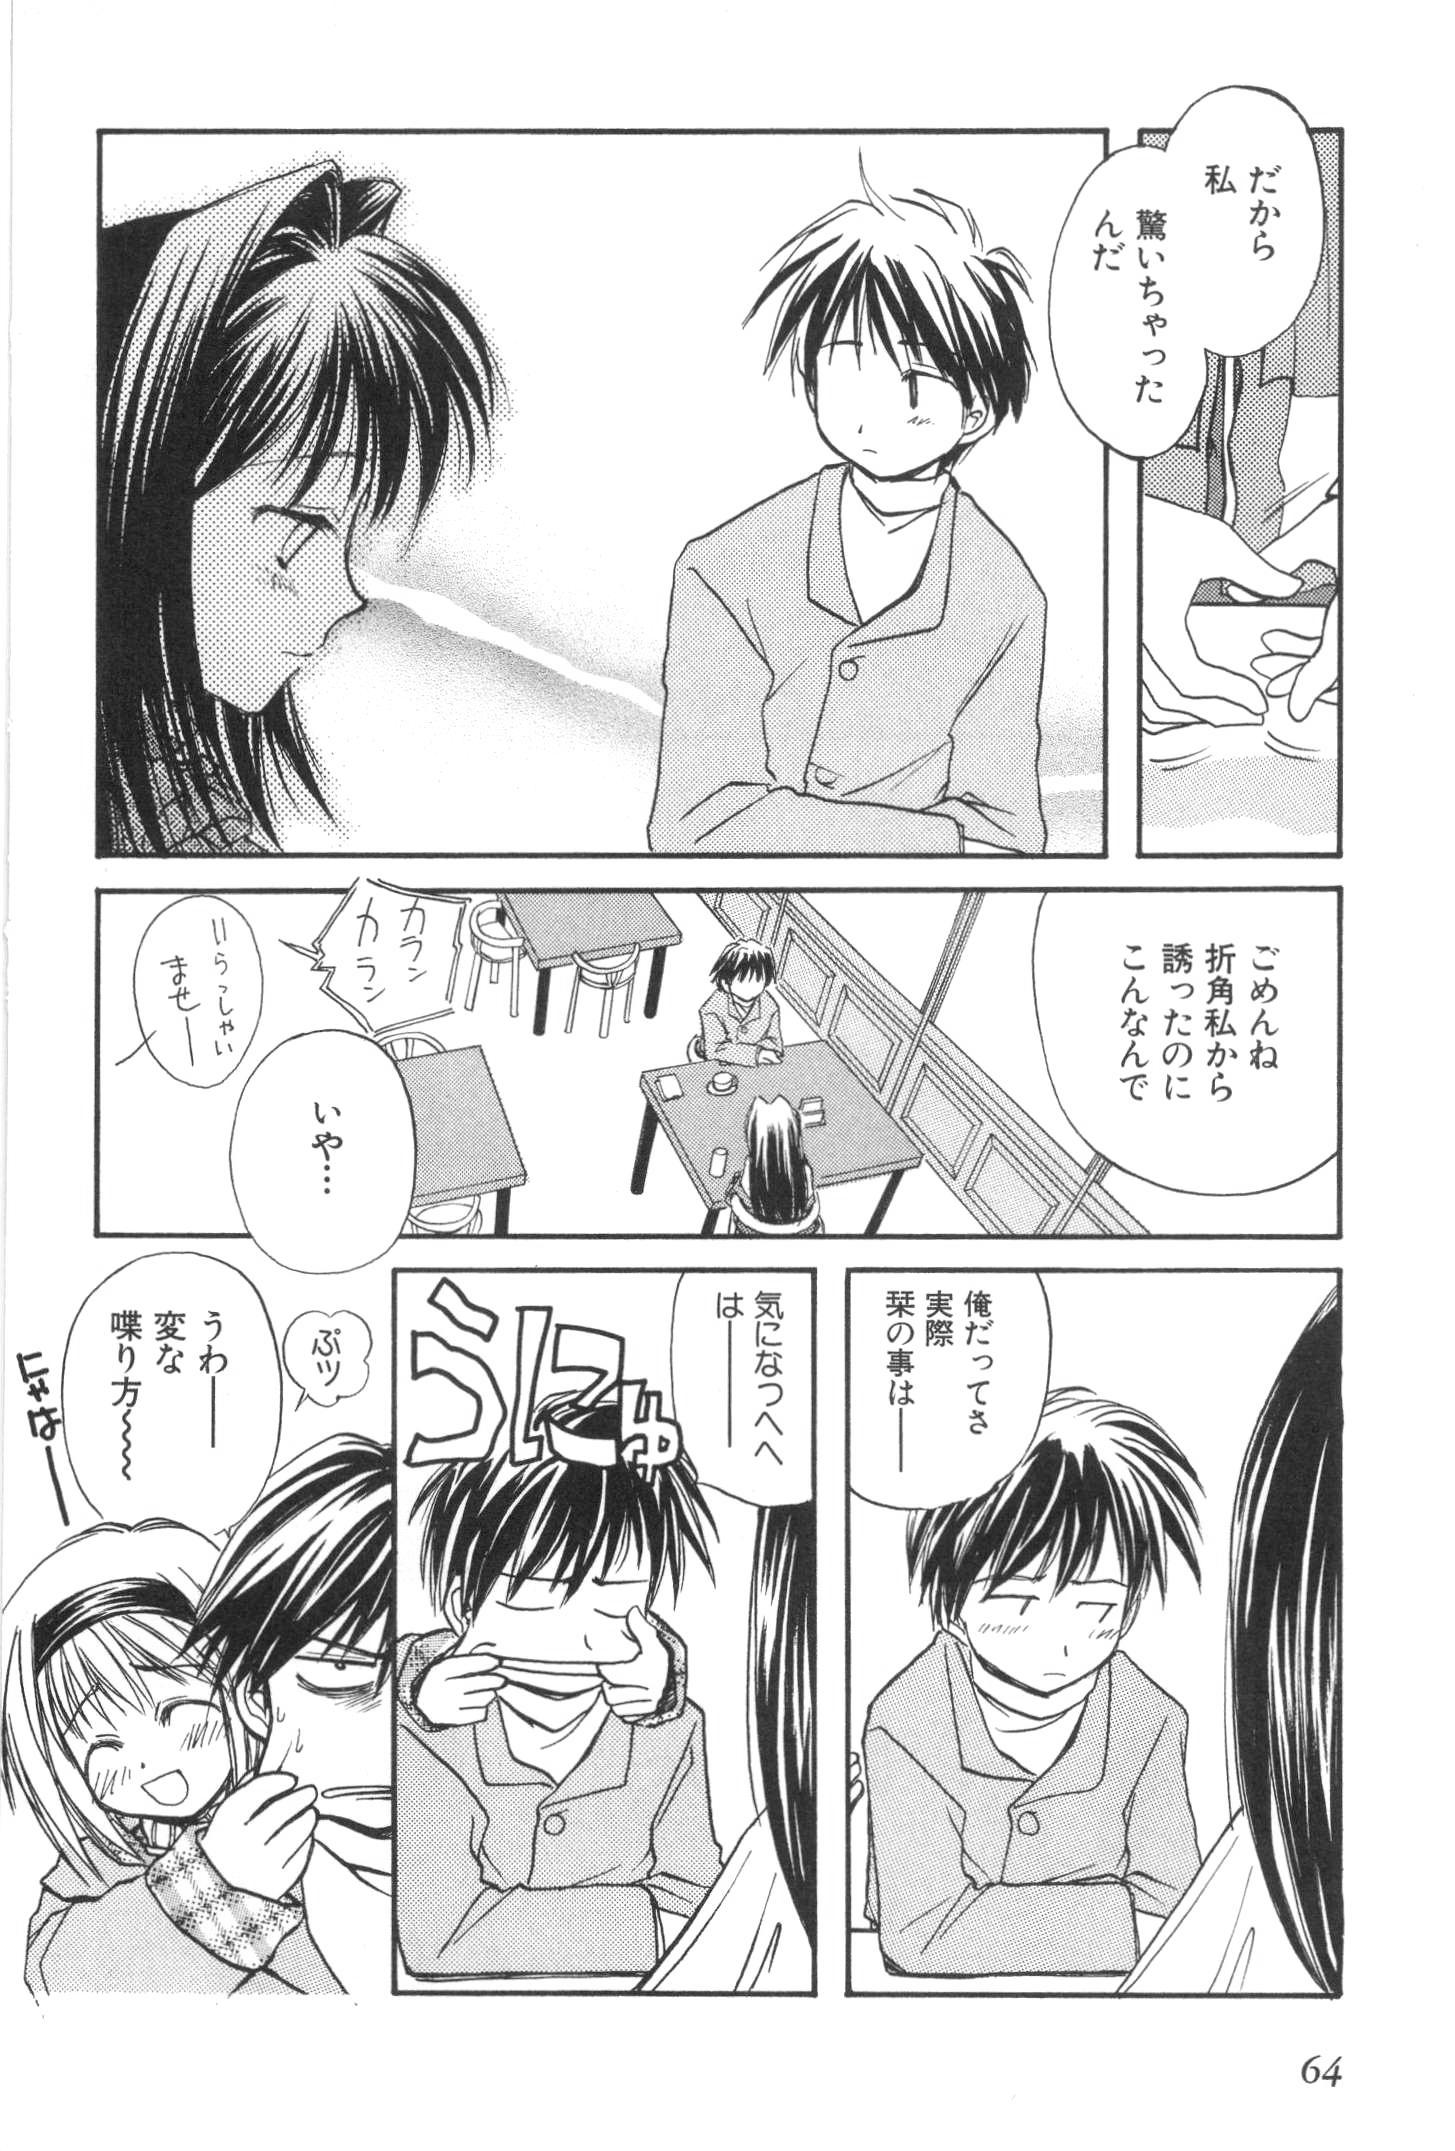 だから
私
驚いちゃった
んだ
ごめんね
折角私から
誘ったのに
こんなんで
カラン
カラン
いらっしゃい
ませー
いや…
俺だってさ
実際
栞の事は――
気になっへへ
は――
ぷッ
うわ――
変な
喋り方～～
にゃはー――
64